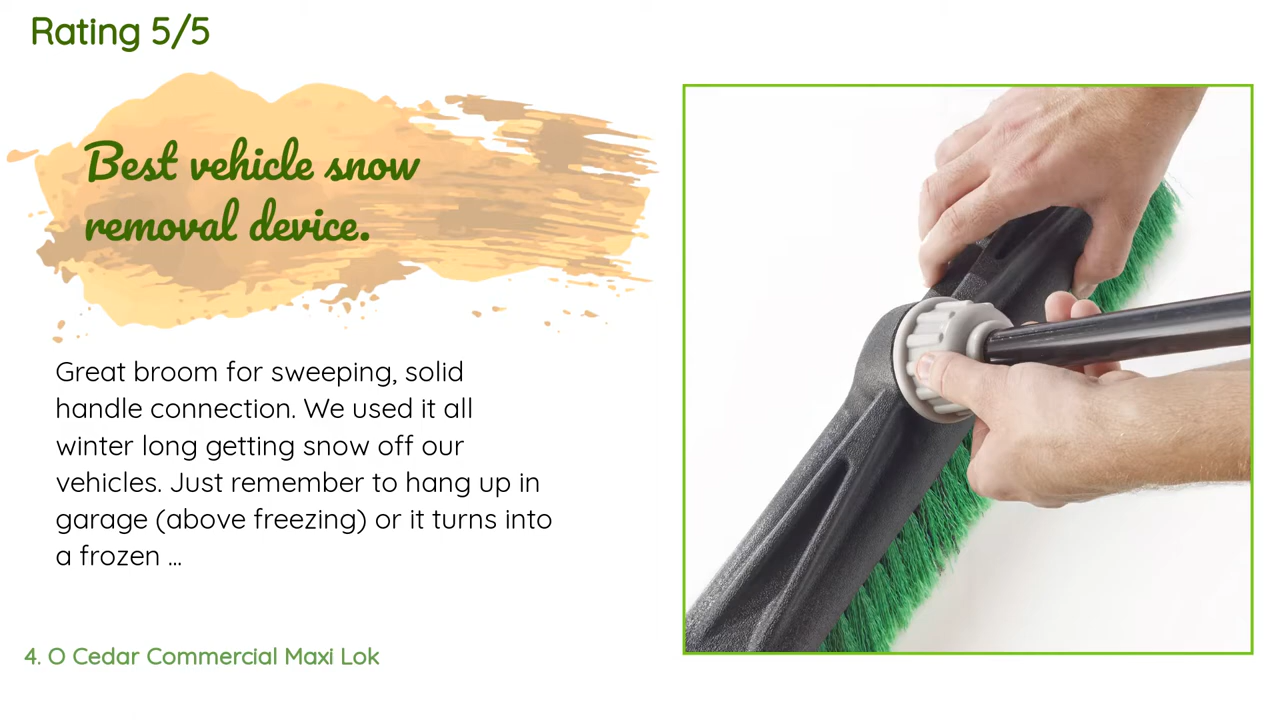 Rating 5/5
Best vehicle snow
removal device.
Great broom for sweeping, solid
handle connection. We used it all
winter long getting snow off our
vehicles. Just remember to hang up in
garage (above freezing) or it turns into
a frozen ...
4. O Cedar Commercial Maxi Lok